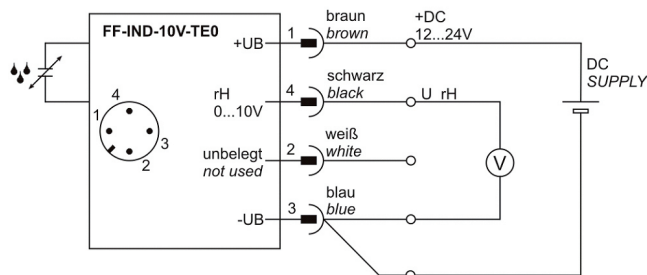 FF-IND-10V-TE0
+UB
1
braun
brown
+DC
12...24V
DC
SUPPLY
rH
0...10V
4
schwarz
black
U rH
V
unbelegt
not used
2
weiß
white
-UB
3
blau
blue
4
1
3
2